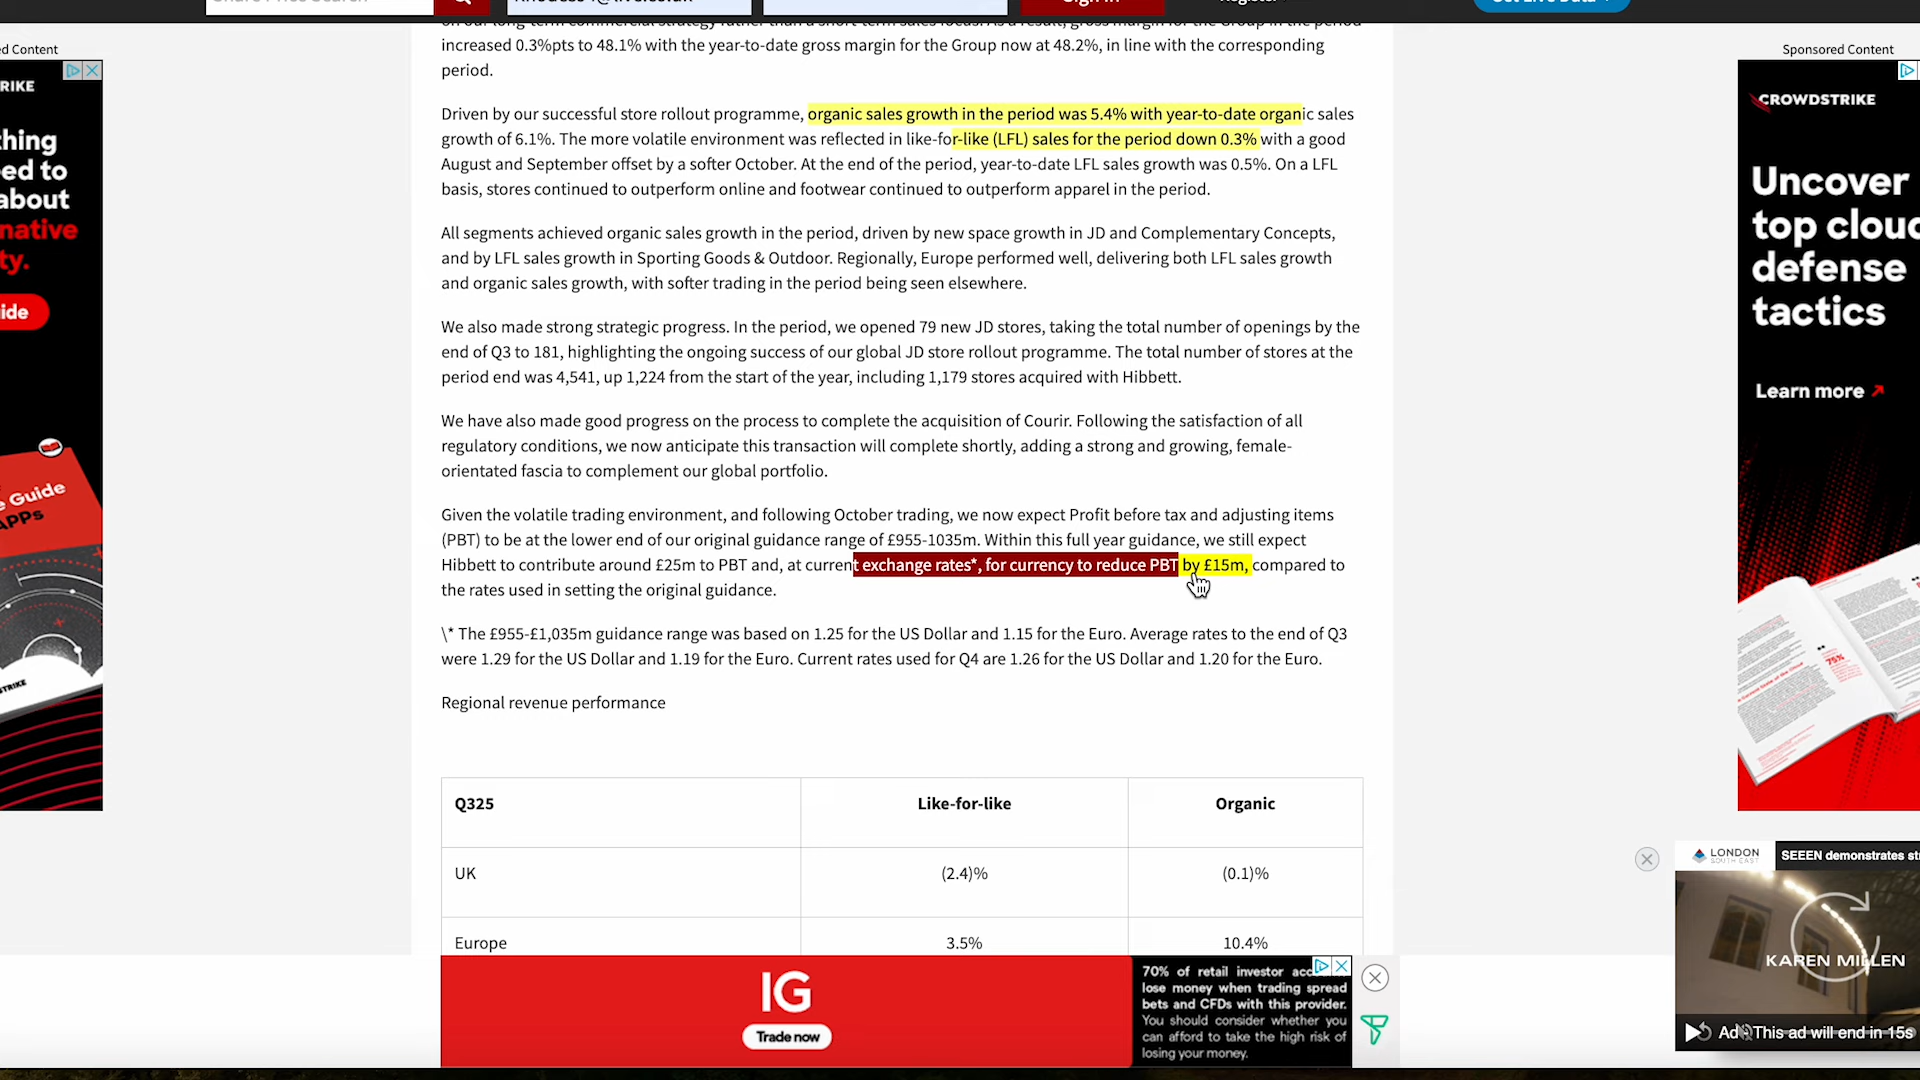 Sign In
Register
Get Live Data
ed Content
RIKE
thing
ed to
about
native
ty.
ide
Guide
APPs
increased 0.3%pts to 48.1% with the year-to-date gross margin for the Group now at 48.2%, in line with the corresponding
period.
Driven by our successful store rollout programme, organic sales growth in the period was 5.4% with year-to-date organic sales
growth of 6.1%. The more volatile environment was reflected in like-for-like (LFL) sales for the period down 0.3% with a good
August and September offset by a softer October. At the end of the period, year-to-date LFL sales growth was 0.5%. On a LFL
basis, stores continued to outperform online and footwear continued to outperform apparel in the period.
All segments achieved organic sales growth in the period, driven by new space growth in JD and Complementary Concepts,
and by LFL sales growth in Sporting Goods & Outdoor. Regionally, Europe performed well, delivering both LFL sales growth
and organic sales growth, with softer trading in the period being seen elsewhere.
We also made strong strategic progress. In the period, we opened 79 new JD stores, taking the total number of openings by the
end of Q3 to 181, highlighting the ongoing success of our global JD store rollout programme. The total number of stores at the
period end was 4,541, up 1,224 from the start of the year, including 1,179 stores acquired with Hibbett.
We have also made good progress on the process to complete the acquisition of Courir. Following the satisfaction of all
regulatory conditions, we now anticipate this transaction will complete shortly, adding a strong and growing, female-
orientated fascia to complement our global portfolio.
Given the volatile trading environment, and following October trading, we now expect Profit before tax and adjusting items
(PBT) to be at the lower end of our original guidance range of £955-1035m. Within this full year guidance, we still expect
Hibbett to contribute around £25m to PBT and, at current exchange rates*, for currency to reduce PBT by £15m, compared to
the rates used in setting the original guidance.
\* The £955-£1,035m guidance range was based on 1.25 for the US Dollar and 1.15 for the Euro. Average rates to the end of Q3
were 1.29 for the US Dollar and 1.19 for the Euro. Current rates used for Q4 are 1.26 for the US Dollar and 1.20 for the Euro.
Regional revenue performance
Q325 Like-for-like Organic
UK (2.4)% (0.1)%
Europe 3.5% 10.4%
IG
Trade now
70% of retail investor acc
lose money when trading spread
bets and CFDs with this provider.
You should consider whether you
can afford to take the high risk of
losing your money.
Sponsored Content
CROWDSTRIKE
Uncover
top cloud
defense
tactics
Learn more
75%
LONDON
SOUTH EAST
SEEEN demonstrates str
KAREN MILLEN
Ad
This ad will end in 15s